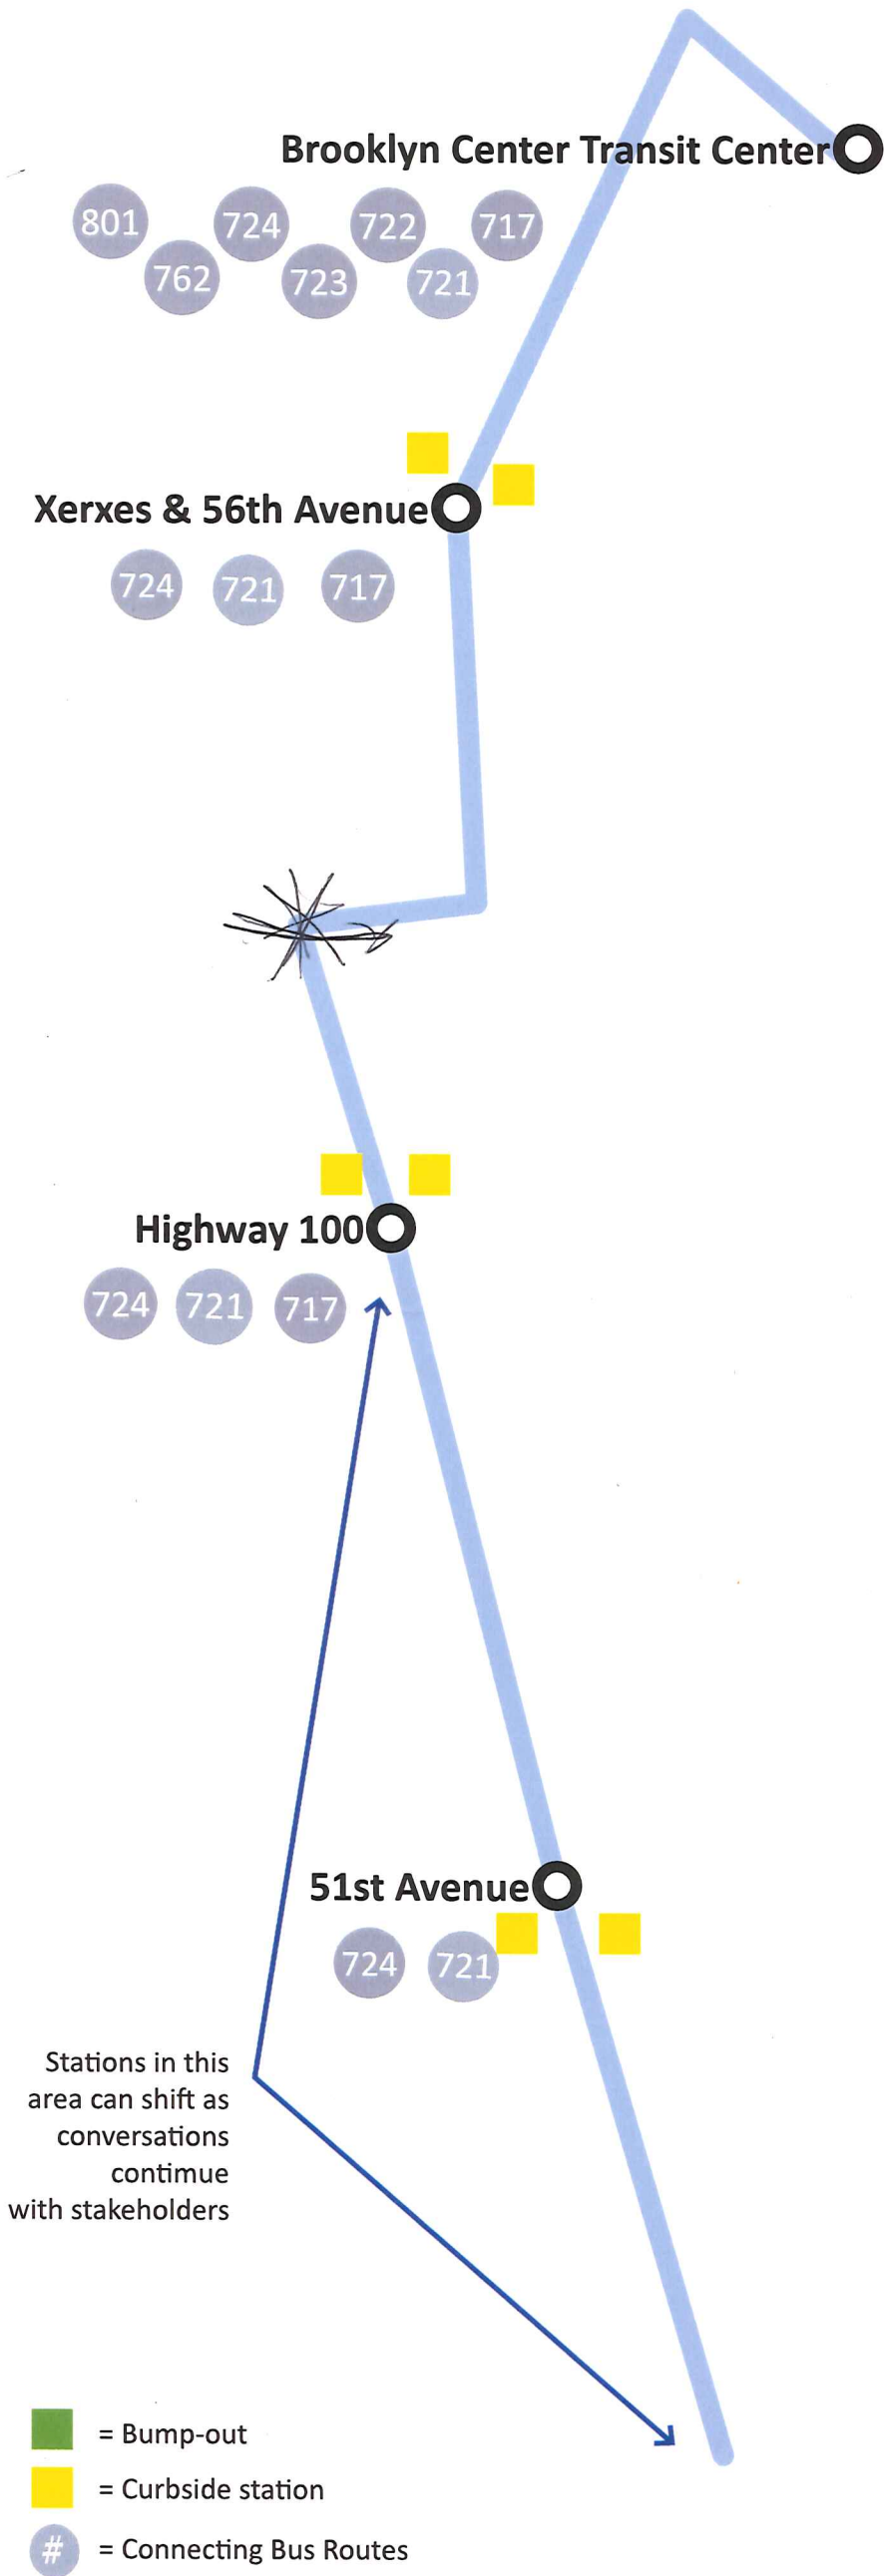 Brooklyn Center Transit Center
801 724 722 717
762 723 721
Xerxes & 56th Avenue
724 721 717
Highway 100
724 721 717
51st Avenue
724 721
Stations in this
area can shift as
conversations
contimue
with stakeholders
= Bump-out
= Curbside station
# = Connecting Bus Routes